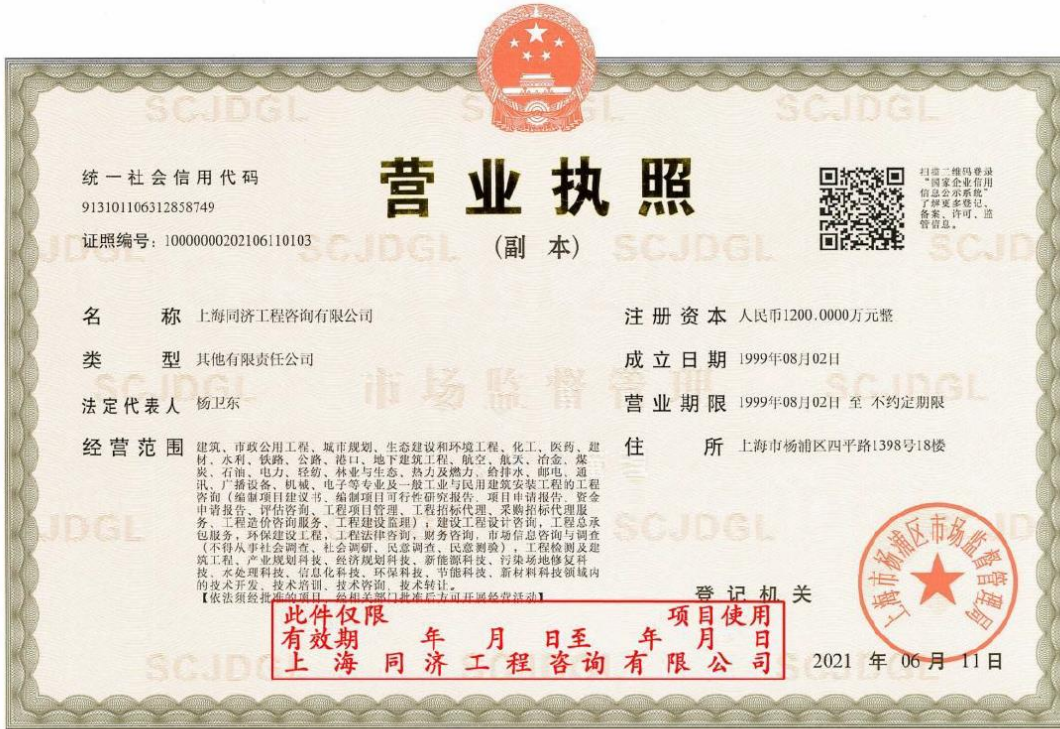 统一社会信用代码
913101106312858749
证照编号：10000000202106110103
营业执照
(副 本)
扫描二维码登录
“国家企业信用
信息公示系统”
了解更多登记、
备案、许可、监
管信息。
名 称 上海同济工程咨询有限公司
类 型 其他有限责任公司
法定代表人 杨卫东
经营范围 建筑、市政公用工程、城市规划、生态建设和环境工程、化工、医药、建
材、水利、铁路、公路、港口、地下建筑工程、航空、航天、冶金、煤
炭、石油、电力、轻纺、林业与生态、热力及燃力、给排水、邮电、通
讯、广播设备、机械、电子等专业及一般工业与民用建筑安装工程的工程
咨询（编制项目建议书、编制项目可行性研究报告、项目申请报告、资金
申请报告、评估咨询、工程项目管理、工程招标代理、采购招标代理服
务、工程造价咨询服务、工程建设监理）；建设工程设计咨询，工程总承
包服务，环保建设工程，工程法律咨询，财务咨询，市场信息咨询与调查
（不得从事社会调查、社会调研、民意调查、民意测验），工程检测及建
筑工程、产业规划科技、经济规划科技、新能源科技、污染场地修复科
技、水处理科技、信息化科技、环保科技、节能科技、新材料科技领域内
的技术开发、技术培训、技术咨询、技术转让。
【依法须经批准的项目，经相关部门批准后方可开展经营活动】
注册资本 人民币1200.0000万元整
成立日期 1999年08月02日
营业期限 1999年08月02日 至 不约定期限
住 所 上海市杨浦区四平路1398号18楼
此件仅限 项目使用
有效期 年 月 日至 年 月 日
上海同济工程咨询有限公司
登记机关
上海市杨浦区市场监督管理局
2021 年 06 月 11 日
SCJDGL
市场监督管理